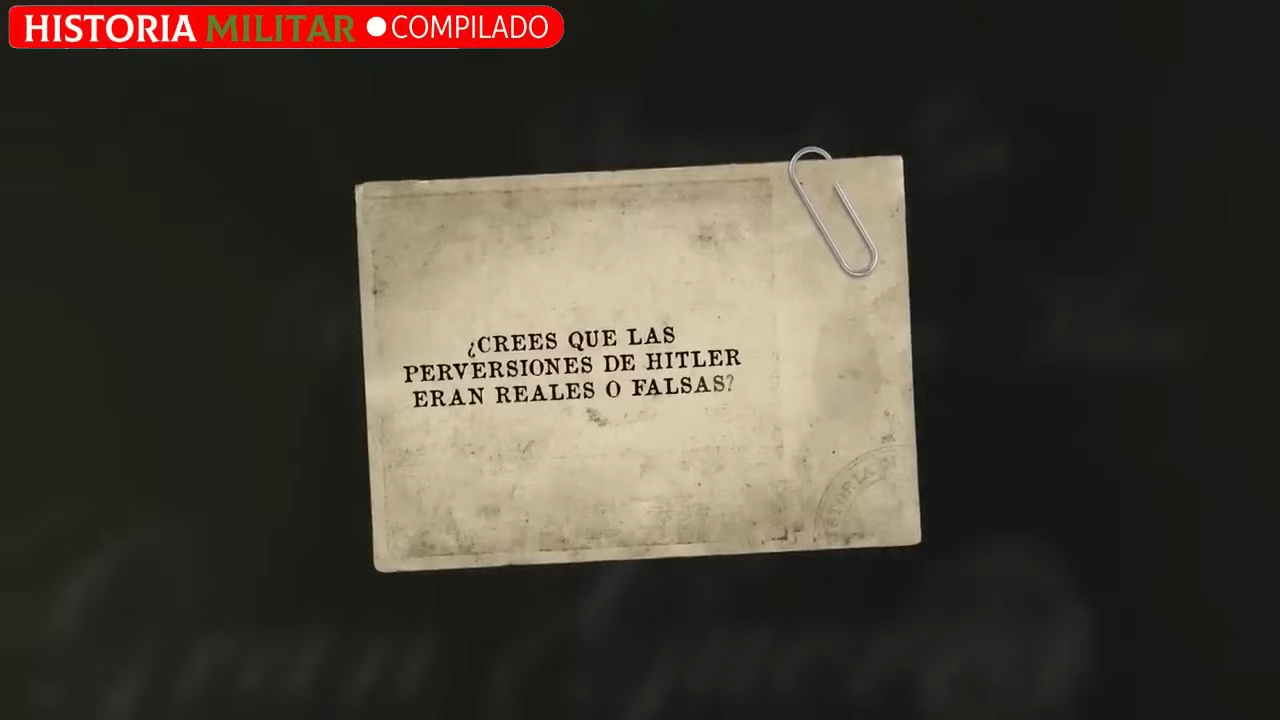 HISTORIA MILITAR ● COMPILADO
¿CREES QUE LAS
PERVERSIONES DE HITLER
ERAN REALES O FALSAS?